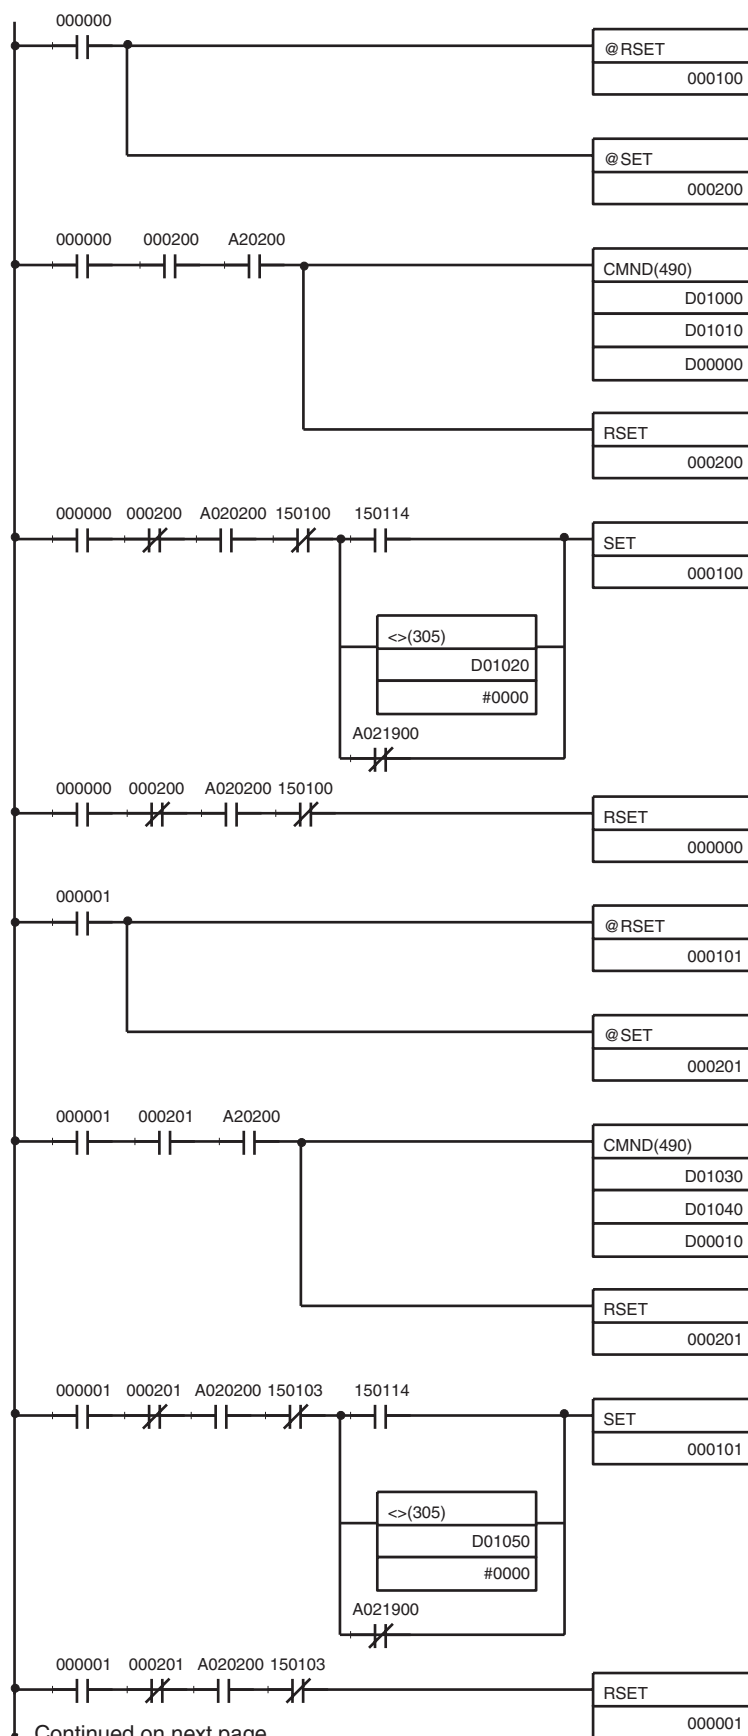 000000
@RSET
000100
@SET
000200
000000 000200 A20200
CMND(490)
D01000
D01010
D00000
RSET
000200
000000 000200 A020200 150100 150114
SET
000100
<>(305)
D01020
#0000
A021900
000000 000200 A020200 150100
RSET
000000
000001
@RSET
000101
@SET
000201
000001 000201 A20200
CMND(490)
D01030
D01040
D00010
RSET
000201
000001 000201 A020200 150103 150114
SET
000101
<>(305)
D01050
#0000
A021900
000001 000201 A020200 150103
RSET
000001
Continued on next page